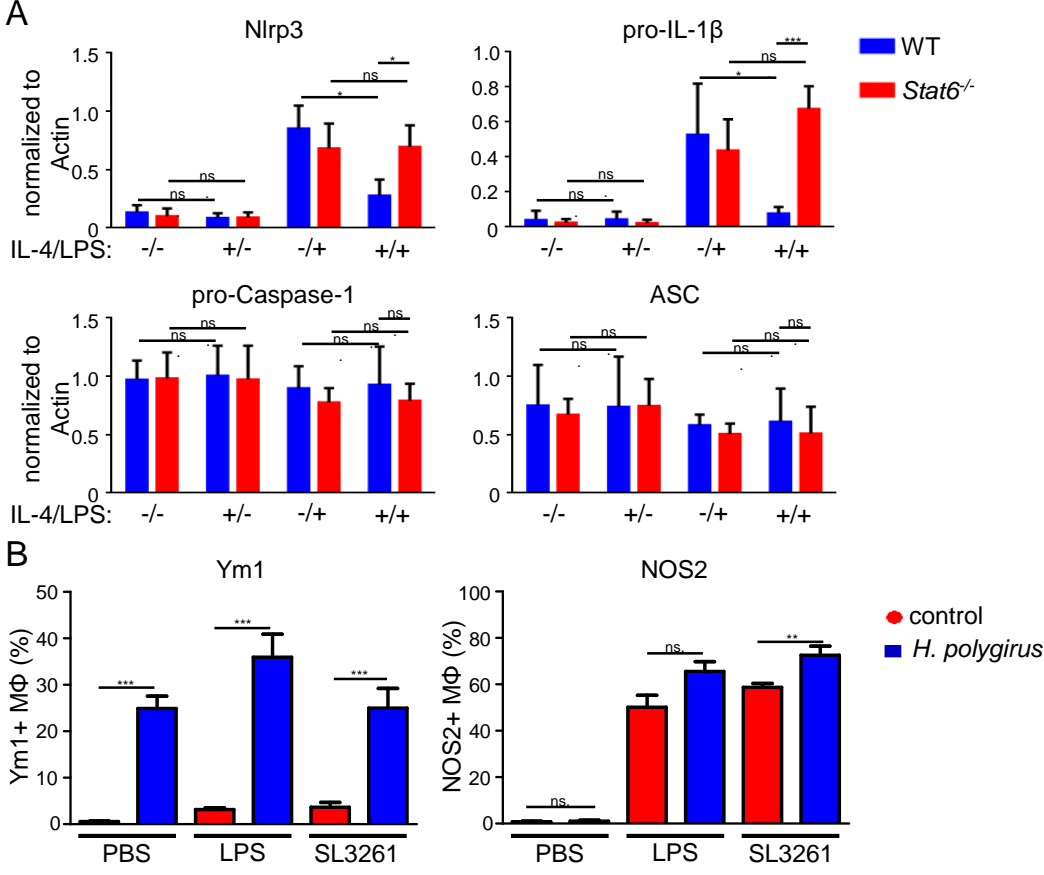 A
Nlrp3
pro-IL-1β
WT
Stat6-/-
normalized to
Actin
1.5
1.0
0.5
0
ns
ns
*
ns
*
0.8
0.6
0.4
0.2
0.0
ns
ns
*
ns
***
IL-4/LPS: -/- +/- -/+ +/+
-/- +/- -/+ +/+
pro-Caspase-1
ASC
normalized to
Actin
1.5
1.0
0.5
0
ns
ns
ns
ns
ns
1.5
1.0
0.5
0
ns
ns
ns
ns
ns
IL-4/LPS: -/- +/- -/+ +/+
-/- +/- -/+ +/+
B
Ym1
NOS2
control
H. polygirus
Ym1+ MΦ (%)
50
40
30
20
10
0
***
***
***
PBS LPS SL3261
NOS2+ MΦ (%)
100
80
60
40
20
0
ns.
ns.
**
PBS LPS SL3261